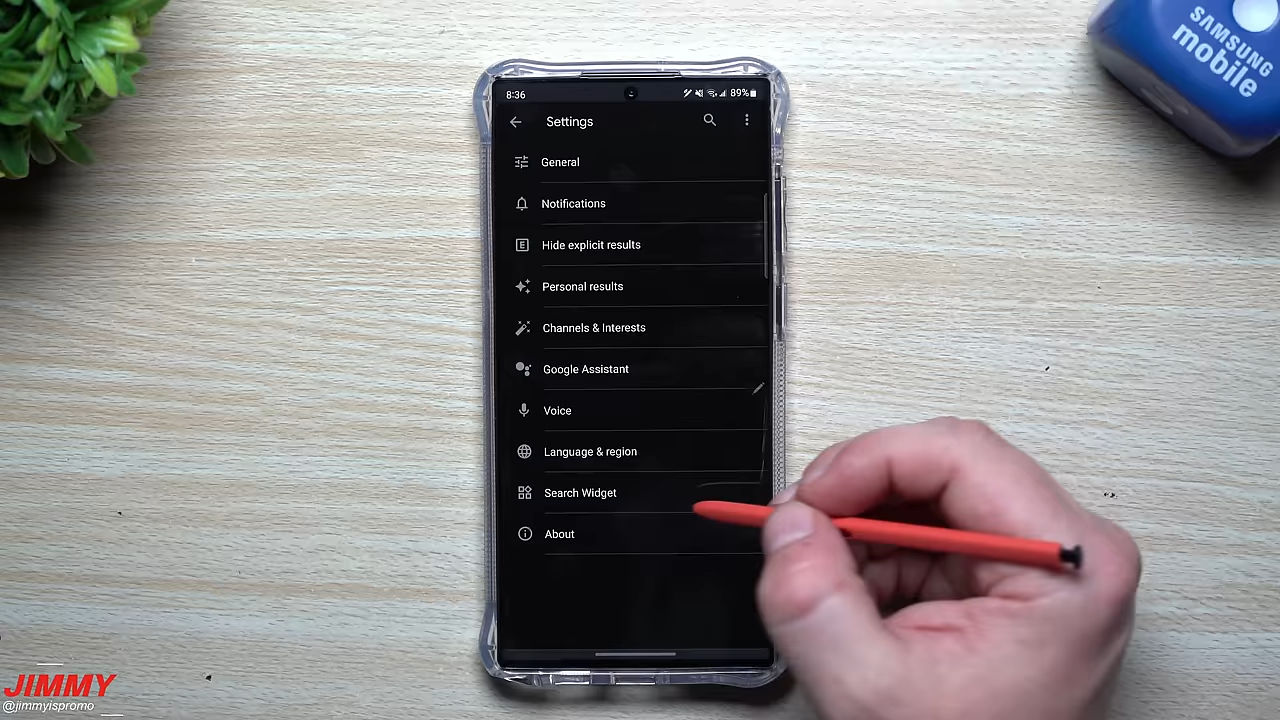 SAMSUNG
mobile
8:36
89%
Settings
General
Notifications
E
Hide explicit results
Personal results
Channels & Interests
Google Assistant
Voice
Language & region
Search Widget
About
JIMMY
@jimmyispromo